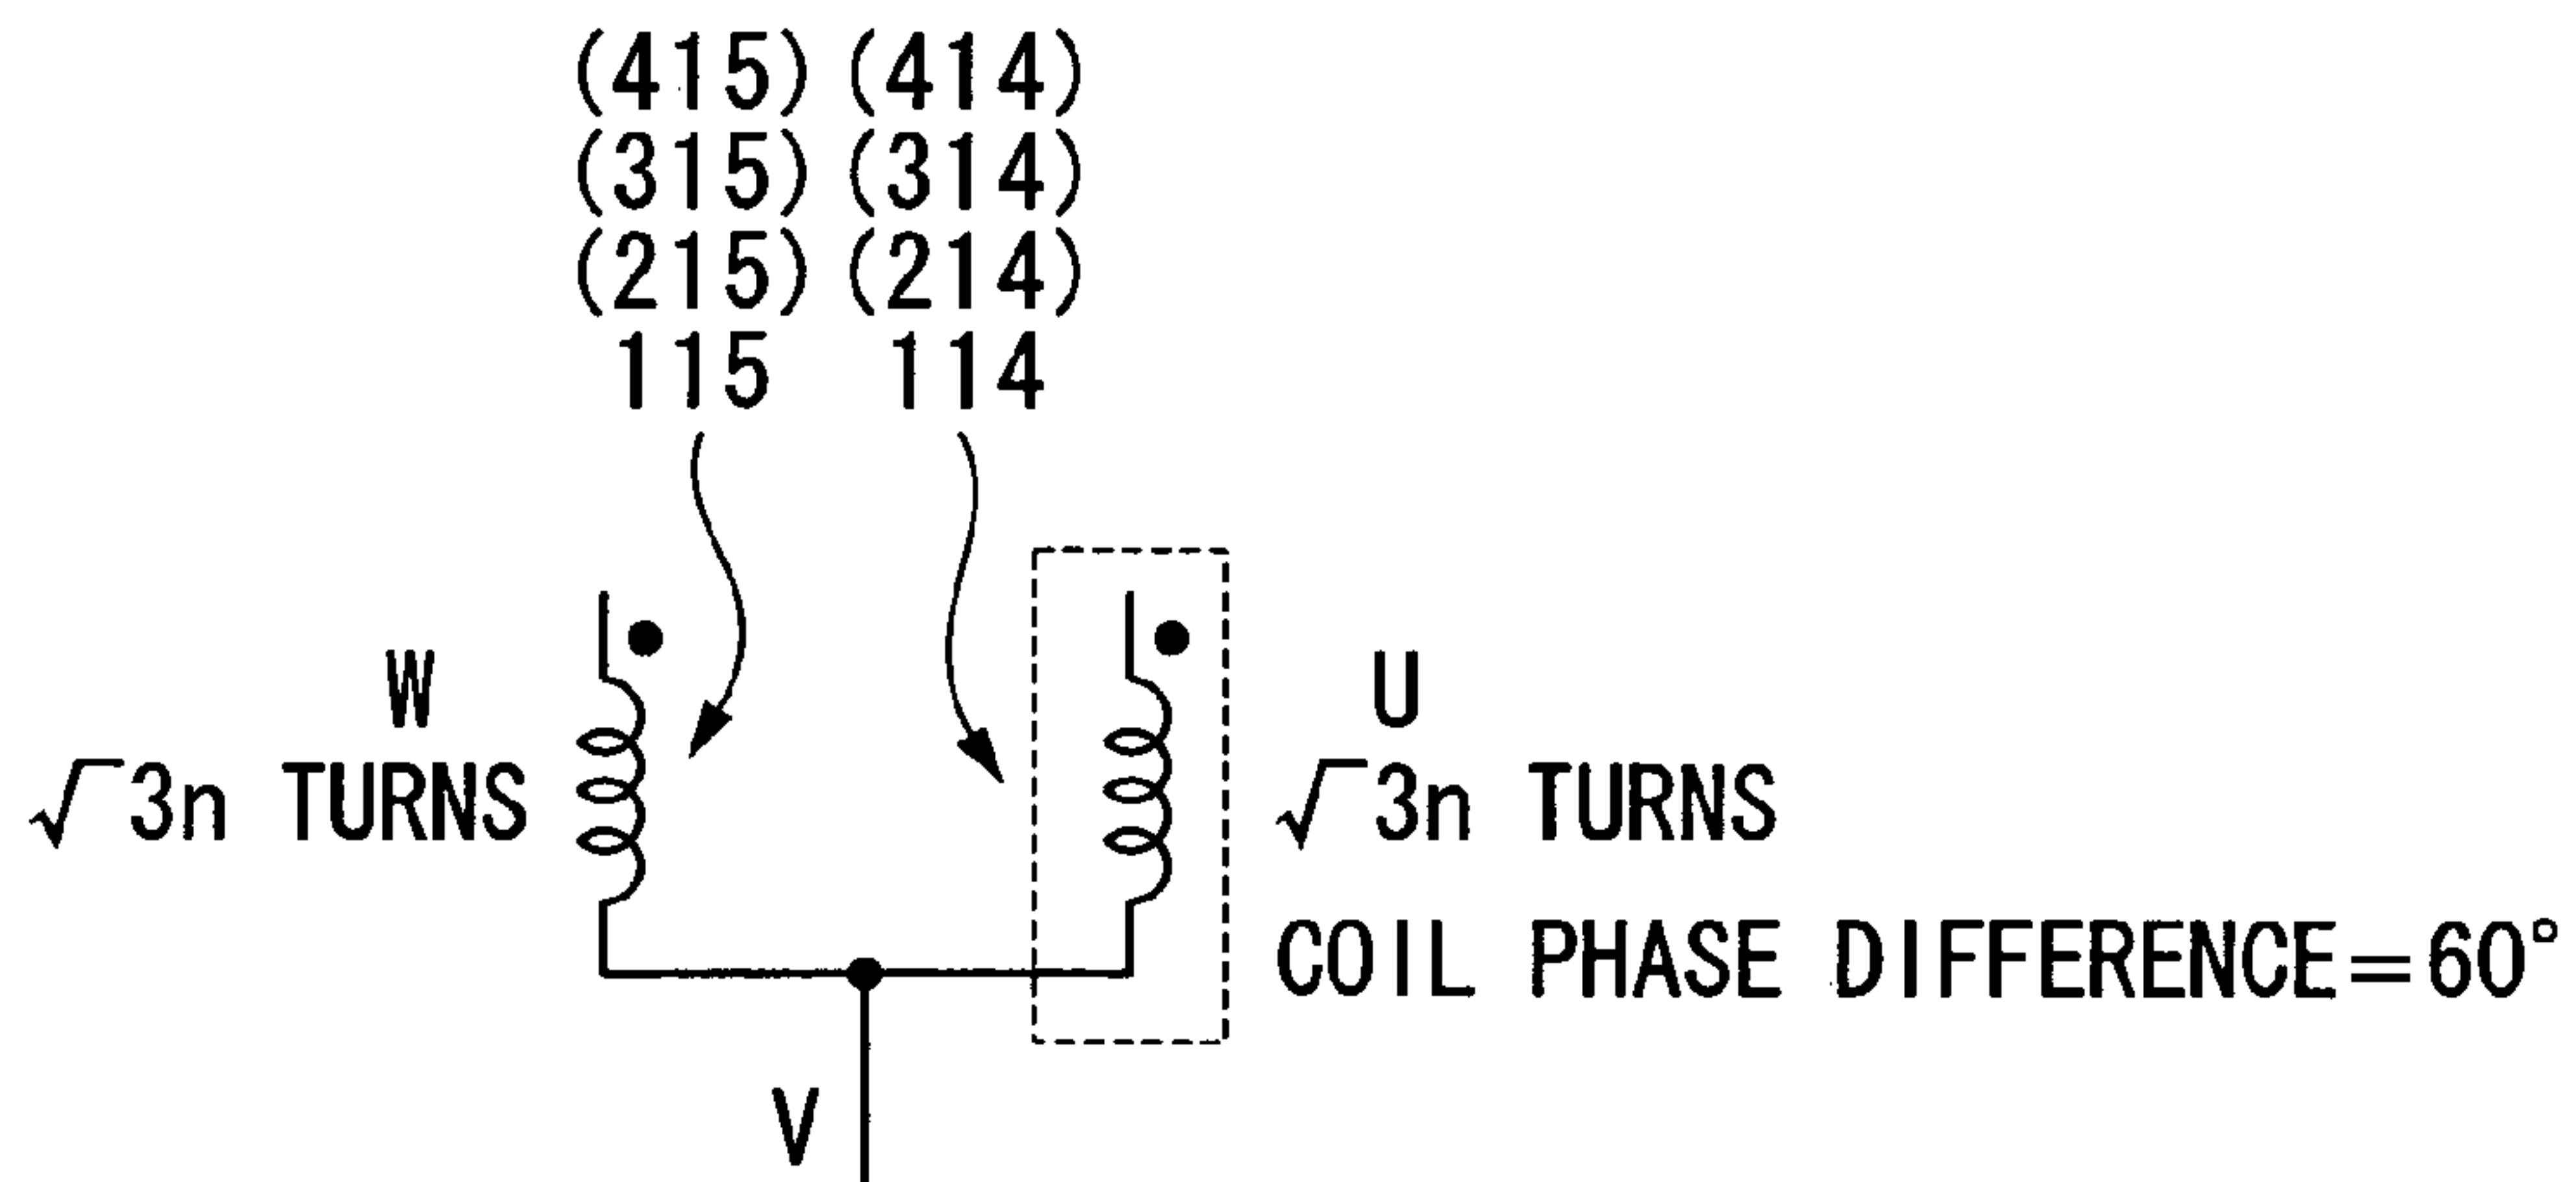 (415) (414)
(315) (314)
(215) (214)
115 114
W
√3n TURNS
U
√3n TURNS
COIL PHASE DIFFERENCE=60°
V